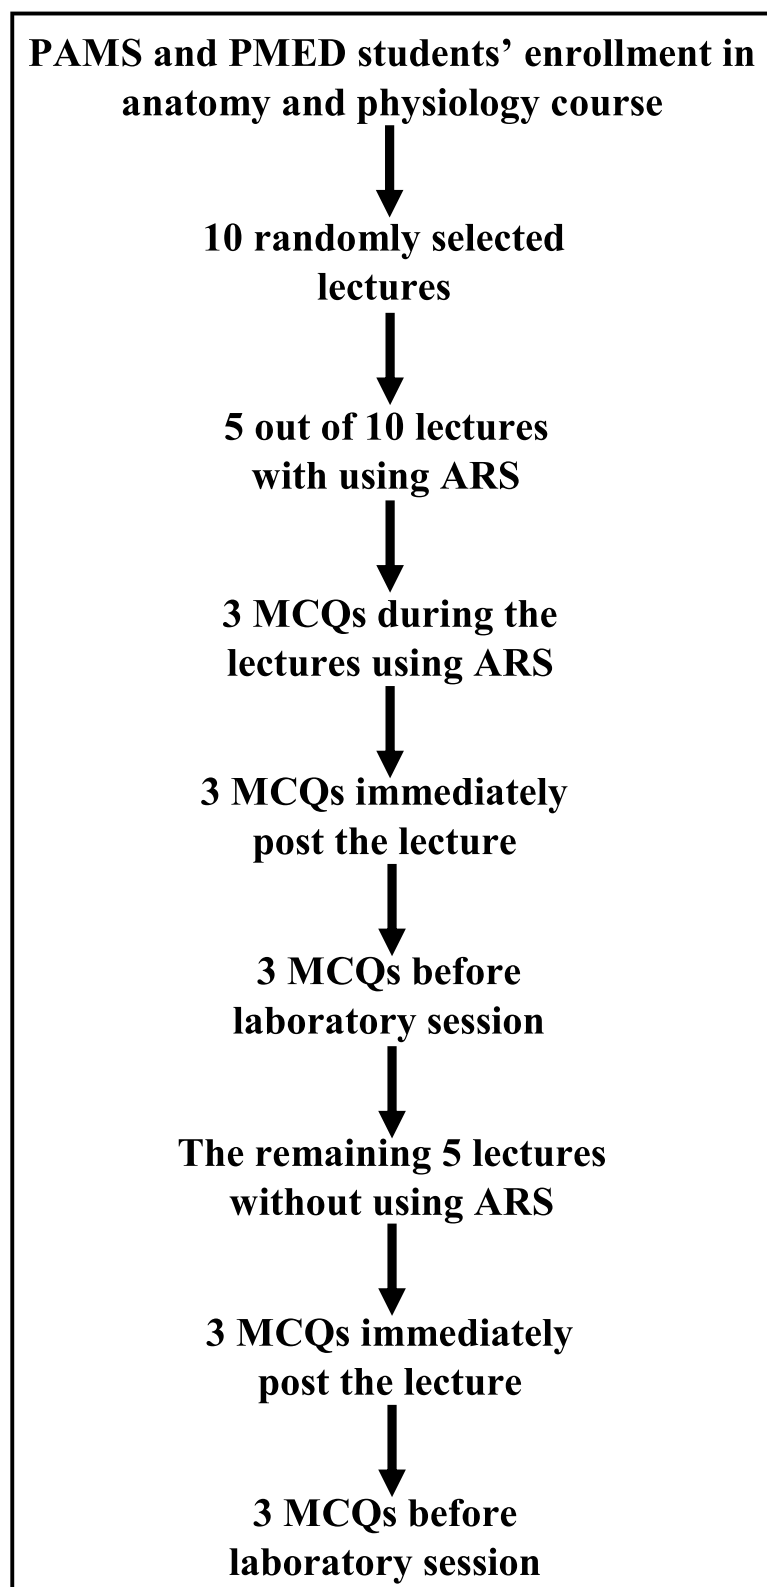 PAMS and PMED students’ enrollment in
anatomy and physiology course
10 randomly selected
lectures
5 out of 10 lectures
with using ARS
3 MCQs during the
lectures using ARS
3 MCQs immediately
post the lecture
3 MCQs before
laboratory session
The remaining 5 lectures
without using ARS
3 MCQs immediately
post the lecture
3 MCQs before
laboratory session